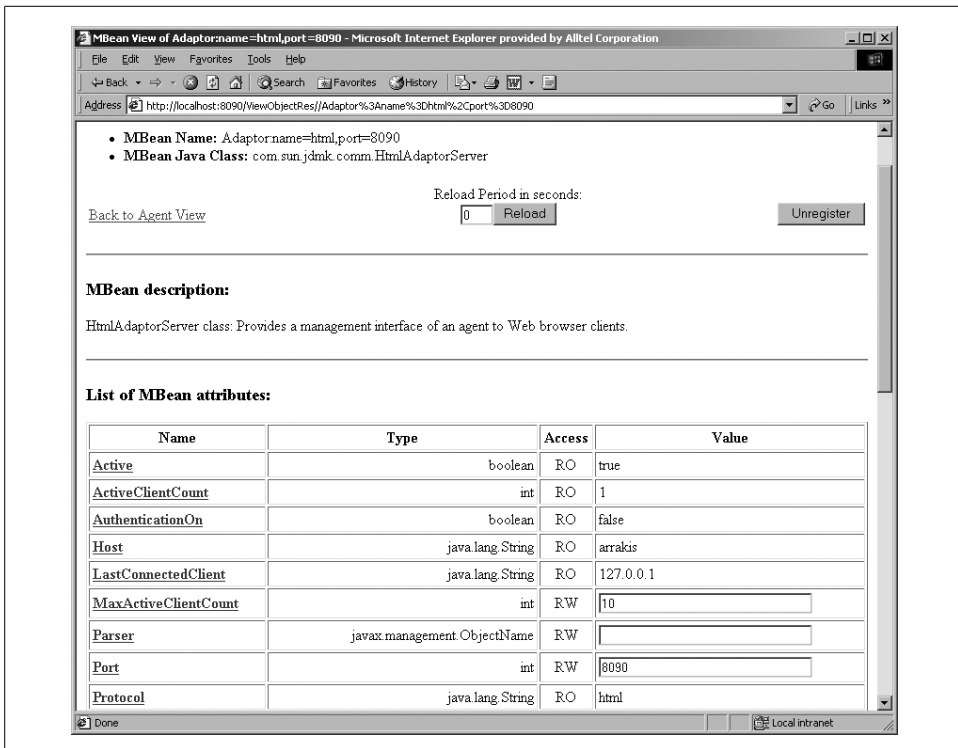 MBean View of Adaptor:name=html,port=8090 - Microsoft Internet Explorer provided by Alltel Corporation
File Edit View Favorites Tools Help
Back Search Favorites History
Address http://localhost:8090/ViewObjectRes//Adaptor%3Aname%3Dhtml%2Cport%3D8090 Go Links »
• MBean Name: Adaptor:name=html,port=8090
• MBean Java Class: com.sun.jdmk.comm.HtmlAdaptorServer
Reload Period in seconds:
Back to Agent View 0 Reload Unregister
MBean description:
HtmlAdaptorServer class: Provides a management interface of an agent to Web browser clients.
List of MBean attributes:
Name Type Access Value
Active boolean RO true
ActiveClientCount int RO 1
AuthenticationOn boolean RO false
Host java.lang.String RO arrakis
LastConnectedClient java.lang.String RO 127.0.0.1
MaxActiveClientCount int RW 10
Parser javax.management.ObjectName RW
Port int RW 8090
Protocol java.lang.String RO html
Done Local intranet